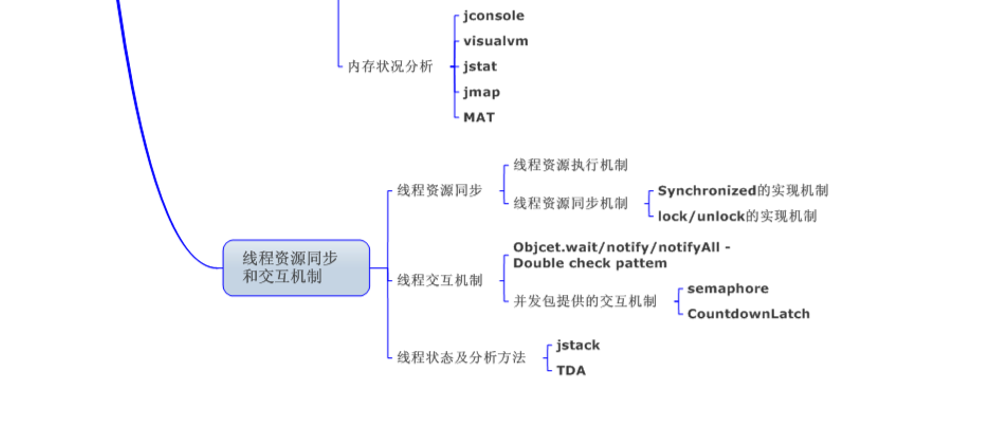 jconsole
visualvm
内存状况分析
jstat
jmap
MAT
线程资源同步
线程资源执行机制
线程资源同步机制
Synchronized的实现机制
lock/unlock的实现机制
线程资源同步
和交互机制
线程交互机制
Objcet.wait/notify/notifyAll -
Double check pattem
并发包提供的交互机制
semaphore
CountdownLatch
线程状态及分析方法
jstack
TDA